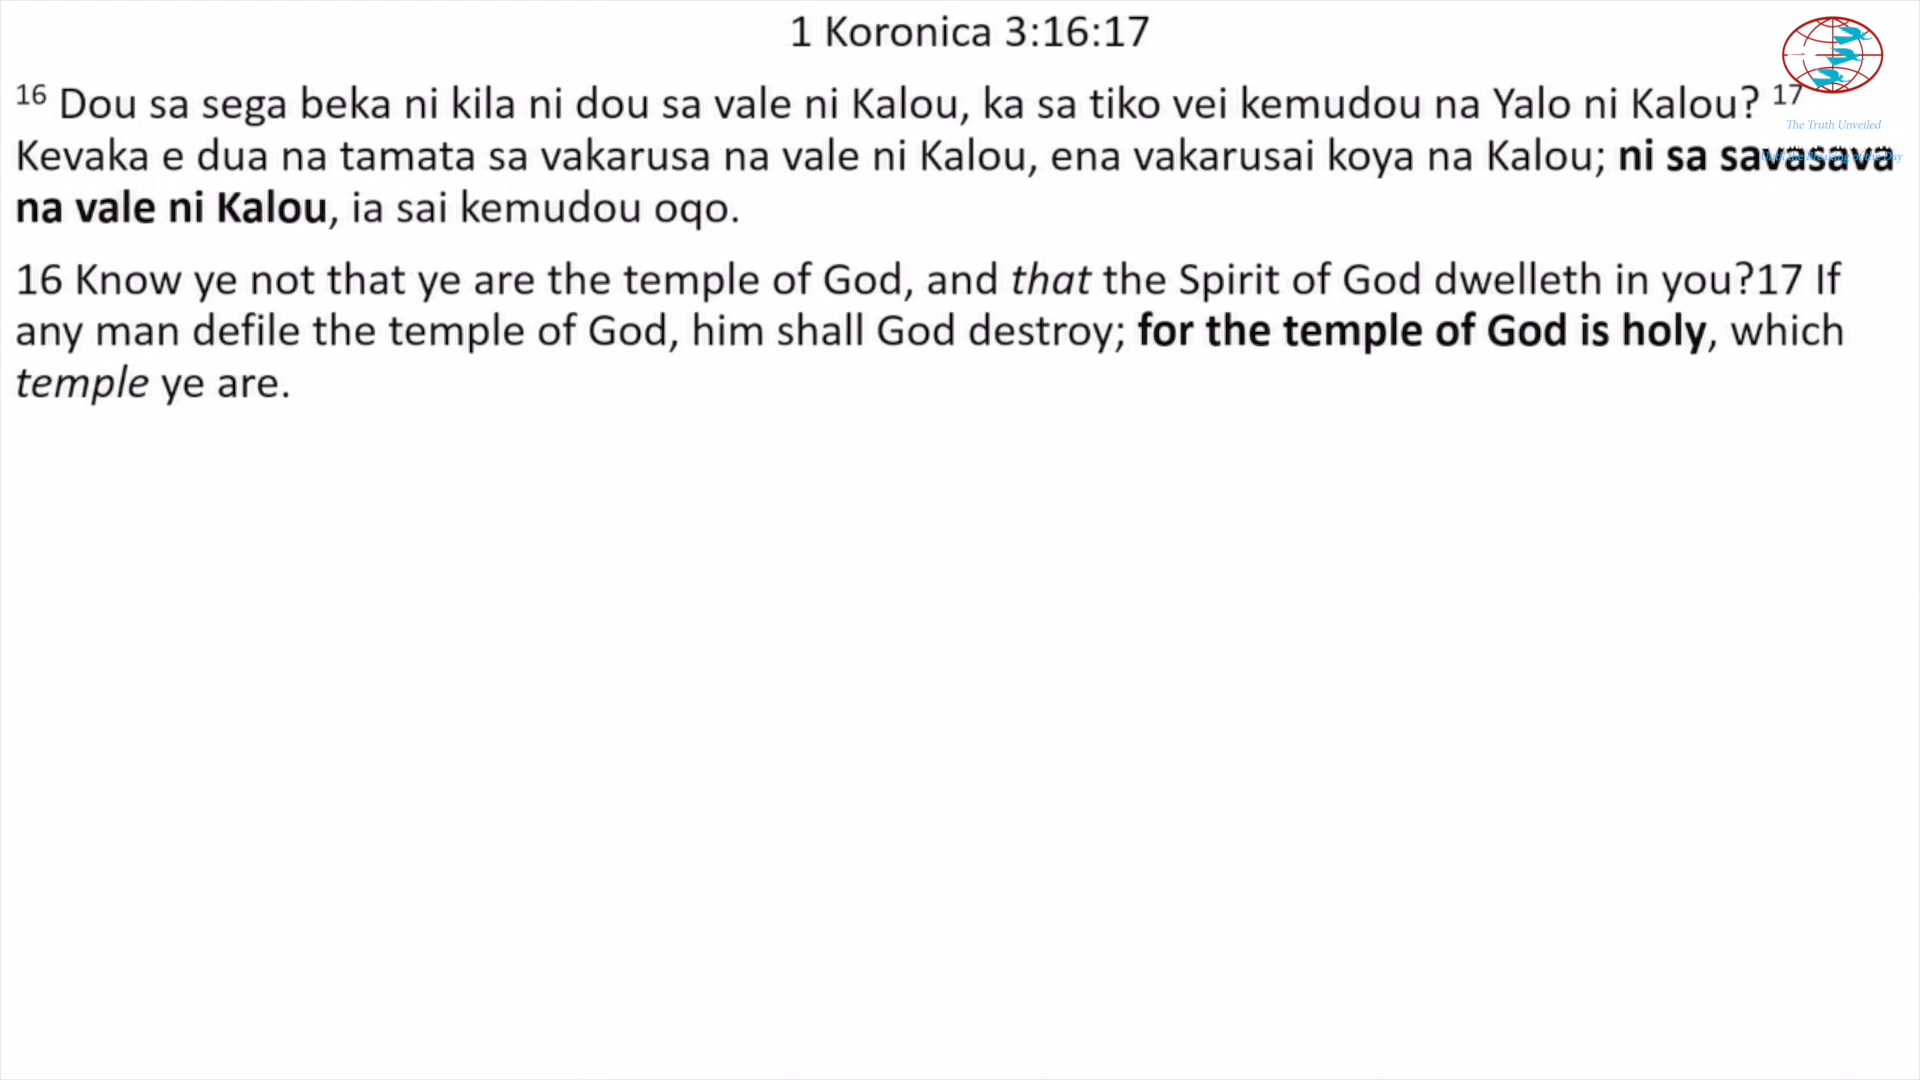 1 Koronica 3:16:17
The Truth Unveiled
16 Dou sa sega beka ni kila ni dou sa vale ni Kalou, ka sa tiko vei kemudou na Yalo ni Kalou? 17
Kevaka e dua na tamata sa vakarusa na vale ni Kalou, ena vakarusai koya na Kalou; ni sa savasava
na vale ni Kalou, ia sai kemudou oqo.
16 Know ye not that ye are the temple of God, and that the Spirit of God dwelleth in you?17 If
any man defile the temple of God, him shall God destroy; for the temple of God is holy, which
temple ye are.